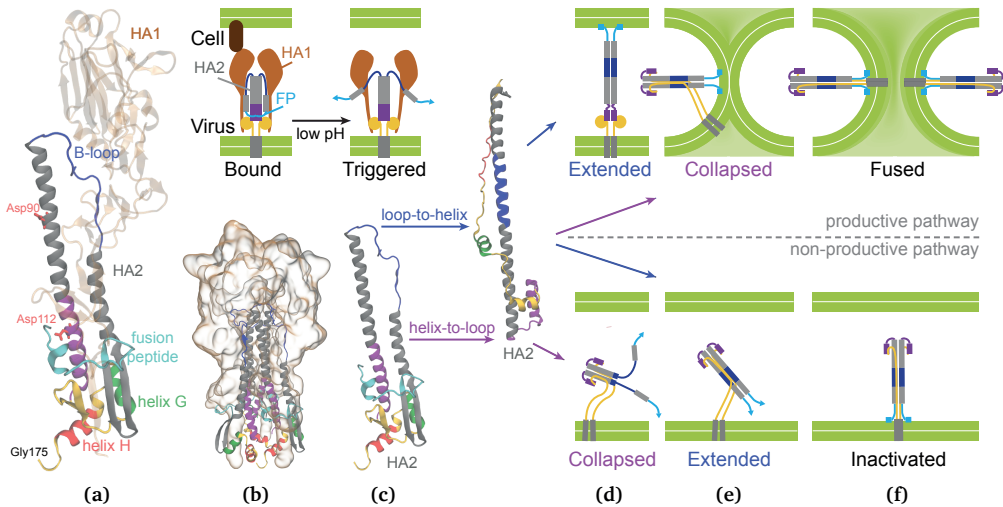 HA1
B-loop
Asp90
HA2
Asp112
fusion
peptide
helix G
helix H
Gly175
(a)
Cell
HA1
HA2
FP
Virus
low pH
Bound
Triggered
(b)
loop-to-helix
helix-to-loop
HA2
HA2
(c)
Extended
Collapsed
Fused
productive pathway
non-productive pathway
Collapsed
Extended
Inactivated
(d)
(e)
(f)